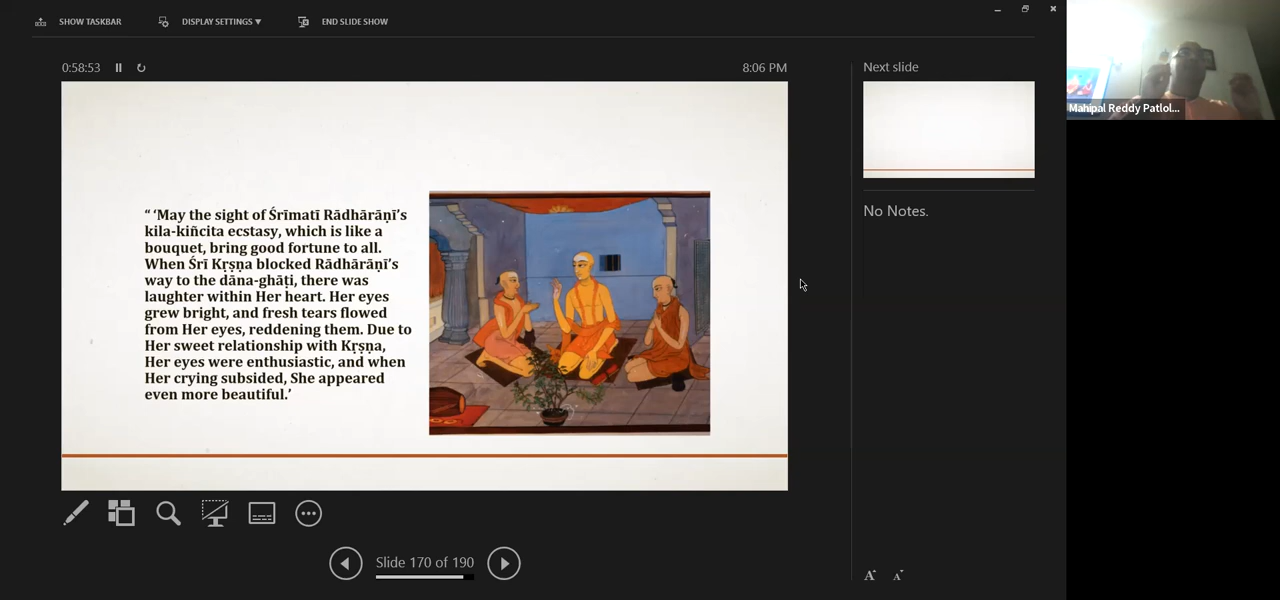 SHOW TASKBAR
DISPLAY SETTINGS ▾
END SLIDE SHOW
0:58:53
8:06 PM
Next slide
“ ‘May the sight of Śrīmatī Rādhārāṇī’s
kila-kiñcita ecstasy, which is like a
bouquet, bring good fortune to all.
When Śrī Kṛṣṇa blocked Rādhārāṇī’s
way to the dāna-ghāṭi, there was
laughter within Her heart. Her eyes
grew bright, and fresh tears flowed
from Her eyes, reddening them. Due to
Her sweet relationship with Kṛṣṇa,
Her eyes were enthusiastic, and when
Her crying subsided, She appeared
even more beautiful.’
No Notes.
Slide 170 of 190
A A
Mahipal Reddy Patlol...